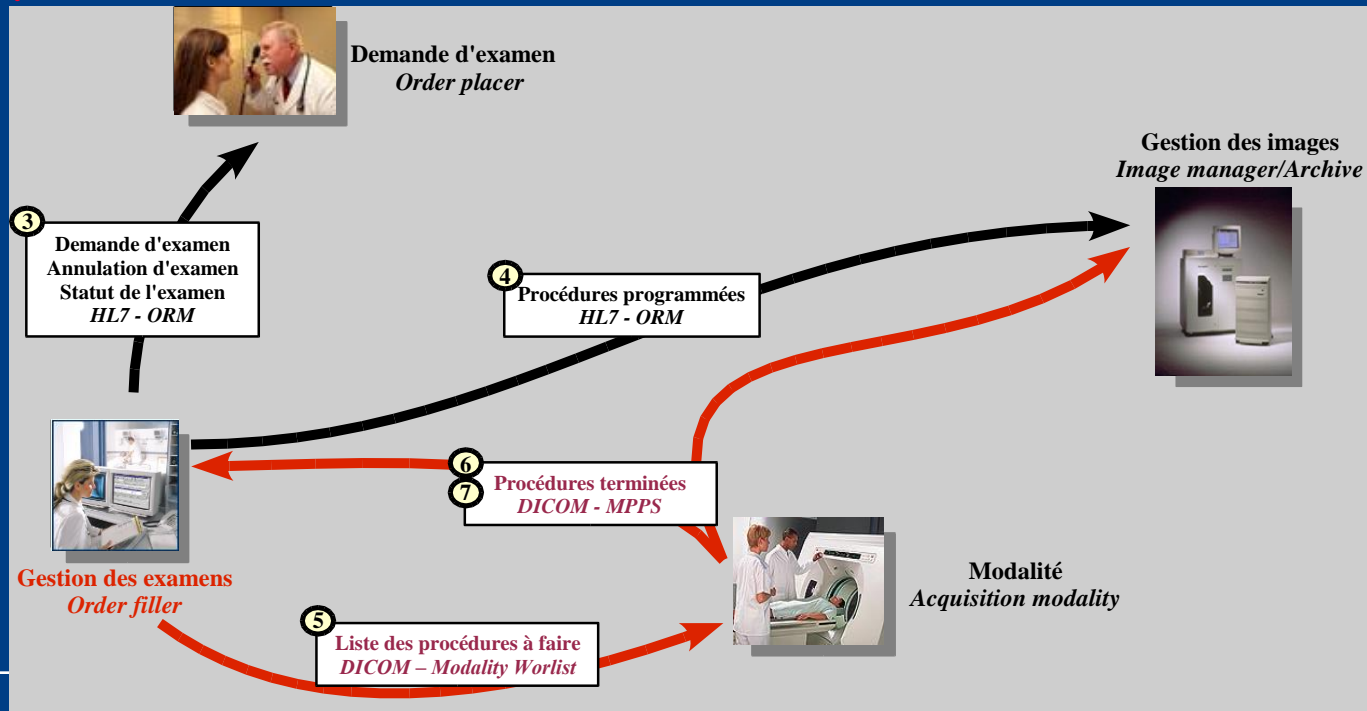 Demande d'examen
Order placer
Gestion des images
Image manager/Archive
3
Demande d'examen
Annulation d'examen
Statut de l'examen
HL7 - ORM
4
Procédures programmées
HL7 - ORM
6
7
Procédures terminées
DICOM - MPPS
Gestion des examens
Order filler
Modalité
Acquisition modality
5
Liste des procédures à faire
DICOM – Modality Worlist